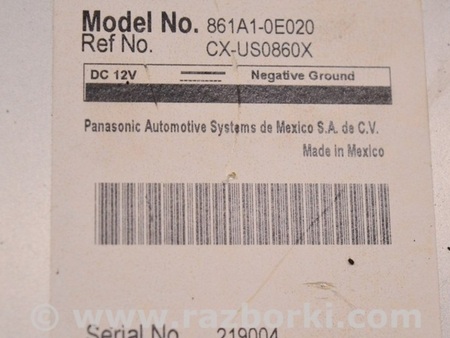 Model No. 861A1-0E020
Ref No. CX-US0860X
DC 12V Negative Ground
Panasonic Automotive Systems de Mexico S.A. de C.V.
Made in Mexico
Serial No. 219004
www.razborki.com